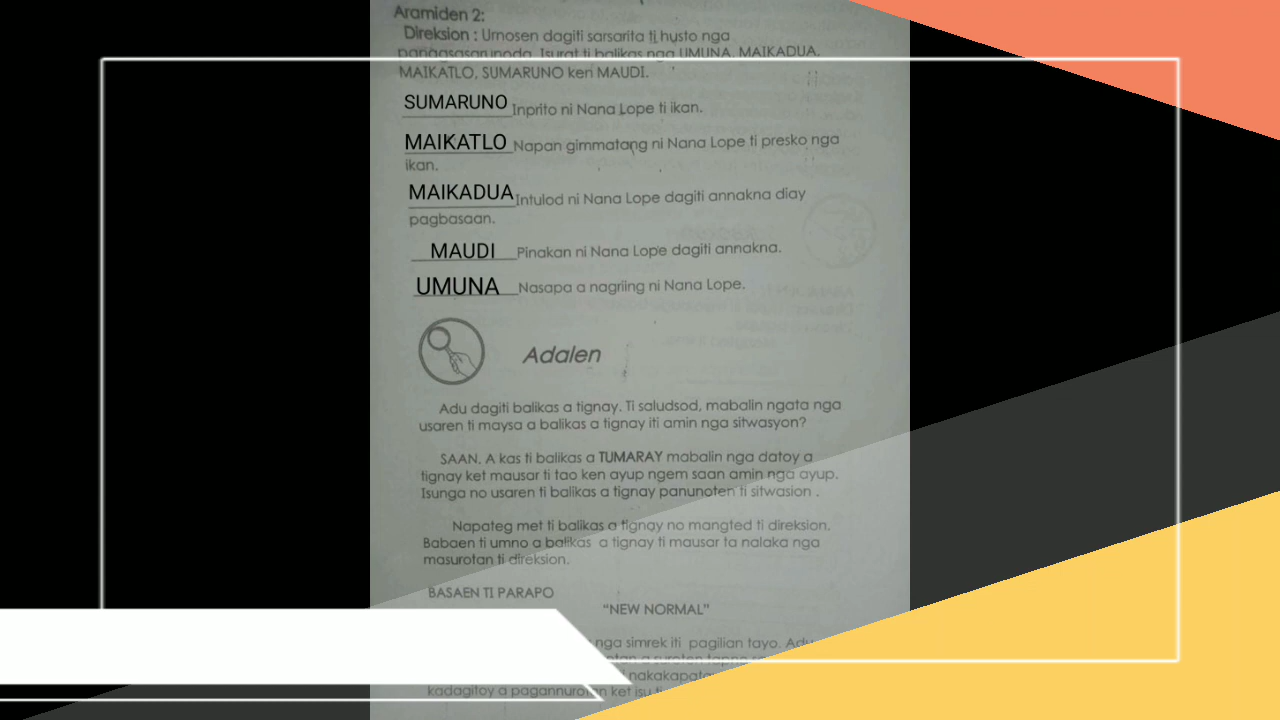 Aramiden 2:
Direksion : Urnosen dagiti sarsarita ti husto nga
panagsasarunoda. Isurat ti balikas nga UMUNA, MAIKADUA,
MAIKATLO, SUMARUNO ken MAUDI.
SUMARUNO Inprito ni Nana Lope ti ikan.
MAIKATLO Napan gimmatang ni Nana Lope ti presko nga
ikan.
MAIKADUA Intulod ni Nana Lope dagiti annakna diay
pagbasaan.
MAUDI Pinakan ni Nana Lope dagiti annakna.
UMUNA Nasapa a nagriing ni Nana Lope.
Adalen
Adu dagiti balikas a tignay. Ti saludsod, mabalin ngata nga
usaren ti maysa a balikas a tignay iti amin nga sitwasyon?
SAAN. A kas ti balikas a TUMARAY mabalin nga datoy a
tignay ket mausar ti tao ken ayup ngem saan amin nga ayup.
Isunga no usaren ti balikas a tignay panunoten ti sitwasion .
Napateg met ti balikas a tignay no mangted ti direksion.
Babaen ti umno a balikas a tignay ti mausar ta nalaka nga
masurotan ti direksion.
BASAEN TI PARAPO
"NEW NORMAL"
nga simrek iti pagilian tayo. Adu
kadagitoy a pagannurotan ket isu ti